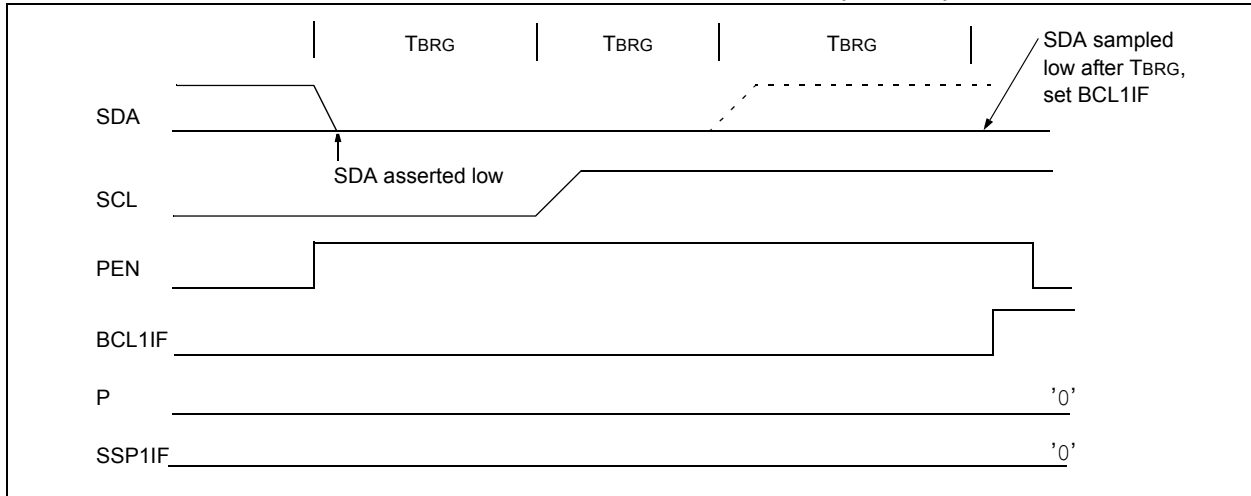 TBRG TBRG TBRG
SDA sampled
low after TBRG,
set BCL1IF
SDA
SDA asserted low
SCL
PEN
BCL1IF
P '0'
SSP1IF '0'